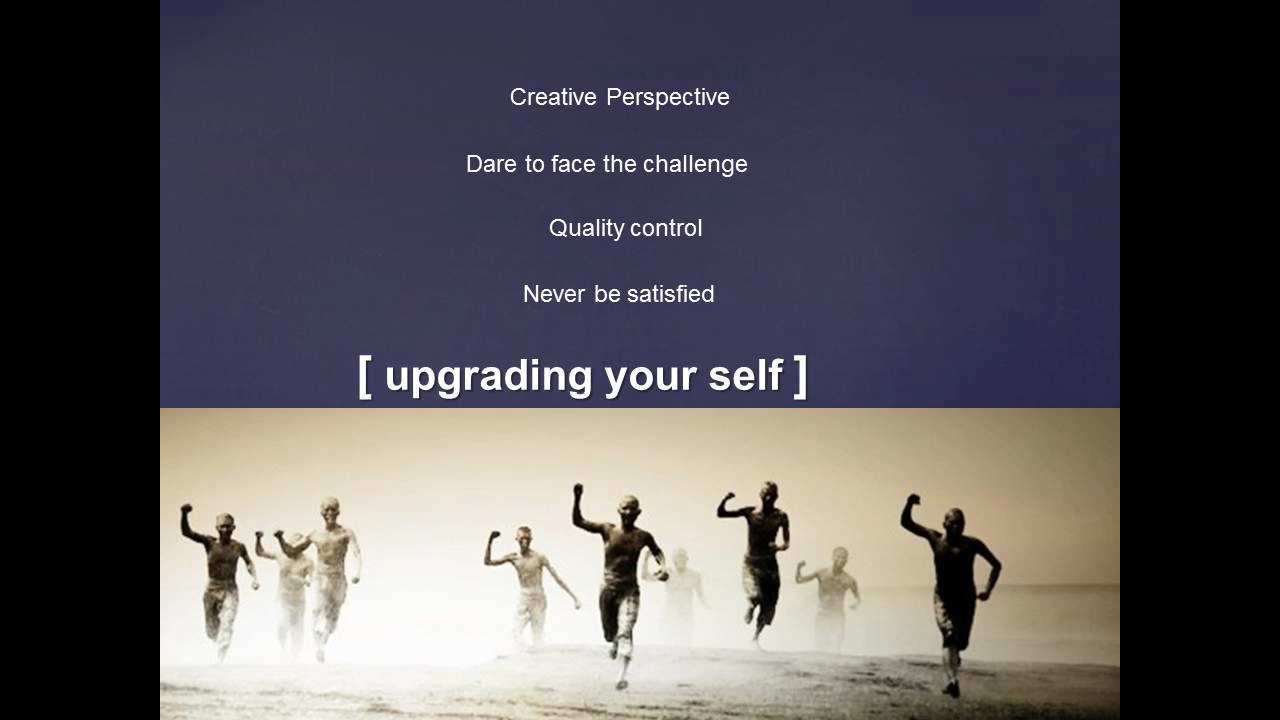 Creative Perspective
Dare to face the challenge
Quality control
Never be satisfied
[ upgrading your self ]